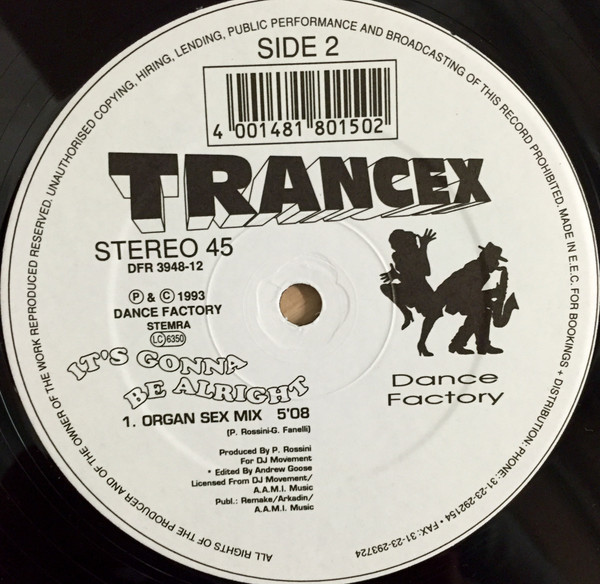 ALL RIGHTS OF THE PRODUCER AND OF THE OWNER OF THE WORK REPRODUCED RESERVED. UNAUTHORISED COPYING, HIRING, LENDING, PUBLIC PERFORMANCE AND BROADCASTING OF THIS RECORD PROHIBITED. MADE IN E.E.C. FOR BOOKINGS + DISTRIBUTION: PHONE: 31-23-292154 • FAX: 31-23-293724
SIDE 2
4 001481 801502
TRANCEX
STEREO 45
DFR 3948-12
Ⓟ & © 1993
DANCE FACTORY
STEMRA
LC 6350
IT'S GONNA
BE ALRIGHT
1. ORGAN SEX MIX 5'08
(P. Rossini-G. Fanelli)
Produced By P. Rossini
For DJ Movement
* Edited By Andrew Goose
Licensed From DJ Movement/
A.A.M.I. Music
Publ.: Remake/Arkadin/
A.A.M.I. Music
Dance
Factory